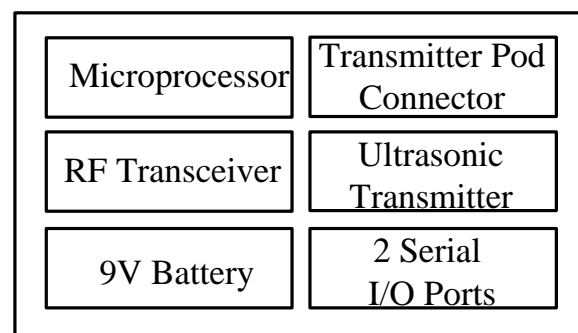 Microprocessor
Transmitter Pod
Connector
RF Transceiver
Ultrasonic
Transmitter
9V Battery
2 Serial
I/O Ports